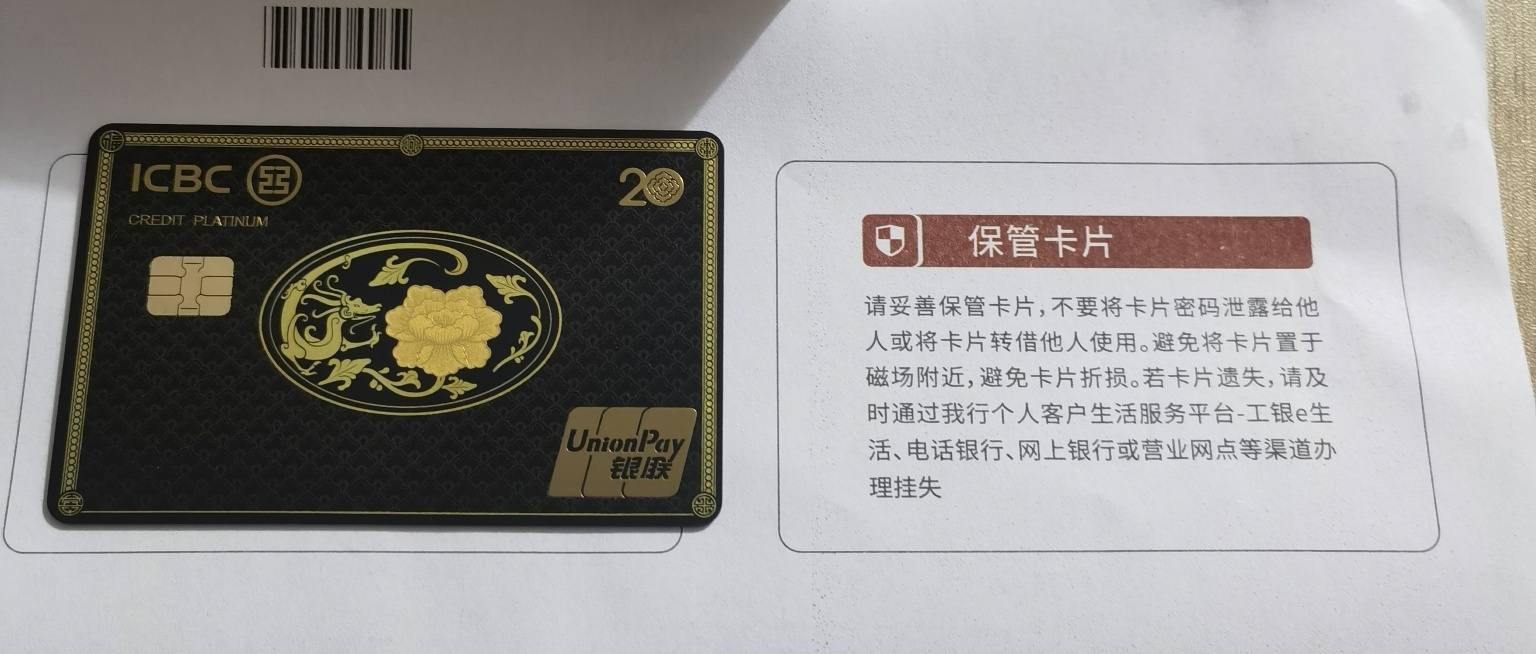 ICBC
20
CREDIT PLATINUM
UnionPay
银联
保管卡片
请妥善保管卡片，不要将卡片密码泄露给他
人或将卡片转借他人使用。避免将卡片置于
磁场附近，避免卡片折损。若卡片遗失，请及
时通过我行个人客户生活服务平台-工银e生
活、电话银行、网上银行或营业网点等渠道办
理挂失